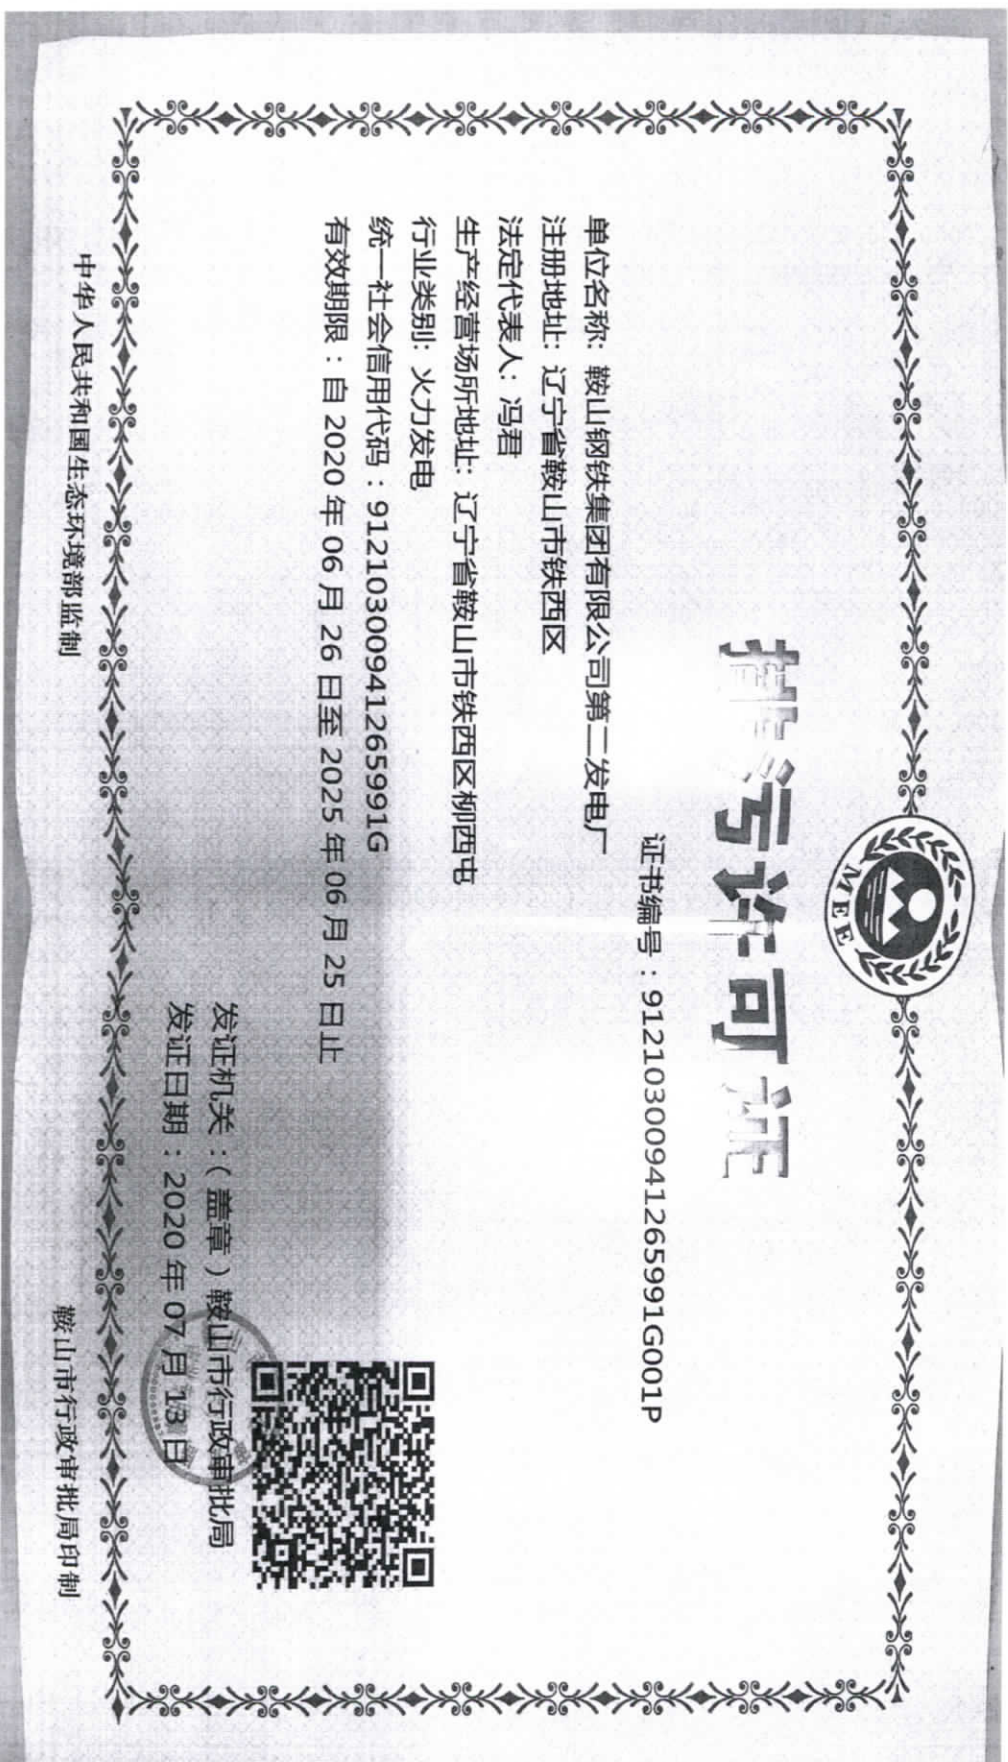 MEE
排污许可证
证书编号：91210300941265991G001P
单位名称：鞍山钢铁集团有限公司第二发电厂
注册地址：辽宁省鞍山市铁西区
法定代表人：冯君
生产经营场所地址：辽宁省鞍山市铁西区柳西屯
行业类别：火力发电
统一社会信用代码：91210300941265991G
有效期限：自2020年06月26日至2025年06月25日止
发证机关：（盖章）鞍山市行政审批局
发证日期：2020年07月13日
中华人民共和国生态环境部监制
鞍山市行政审批局印制